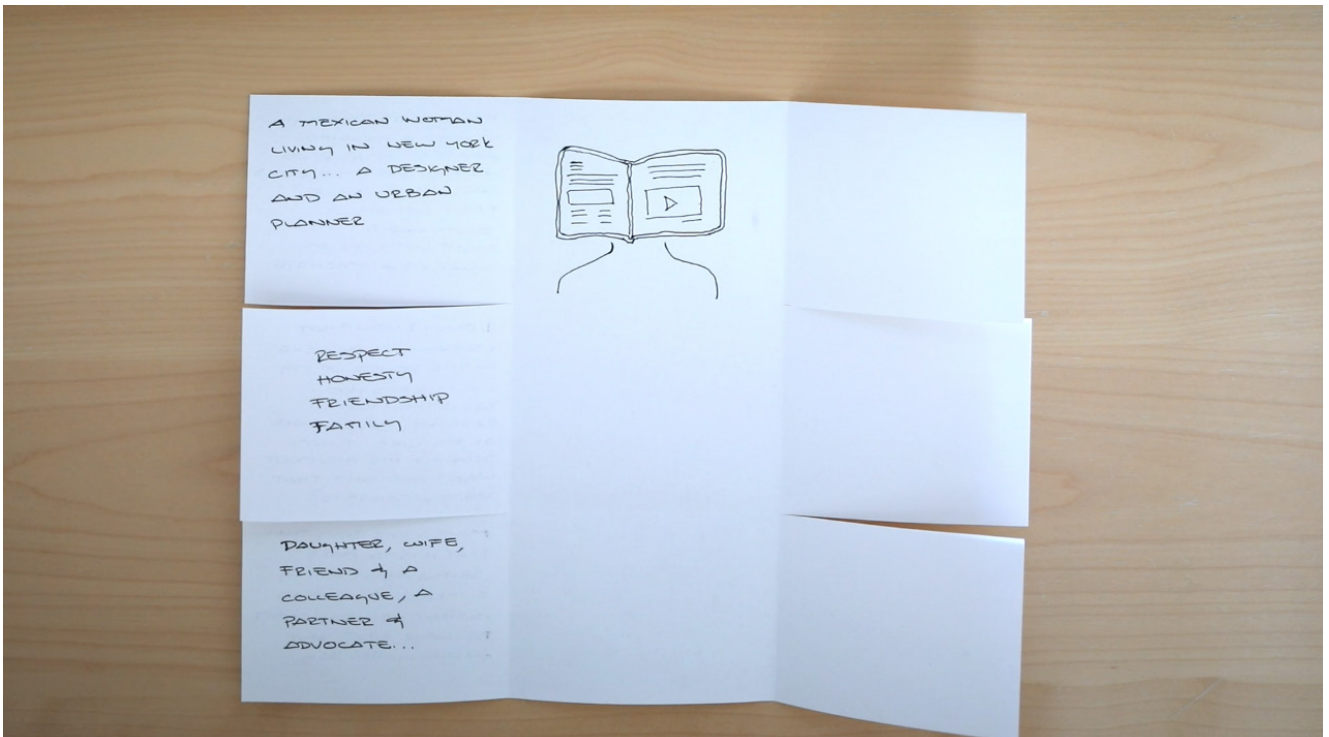 A MEXICAN WOMAN
LIVING IN NEW YORK
CITY... A DESIGNER
AND AN URBAN
PLANNER
RESPECT
HONESTY
FRIENDSHIP
FAMILY
DAUGHTER, WIFE,
FRIEND & A
COLLEAGUE, A
PARTNER &
ADVOCATE...